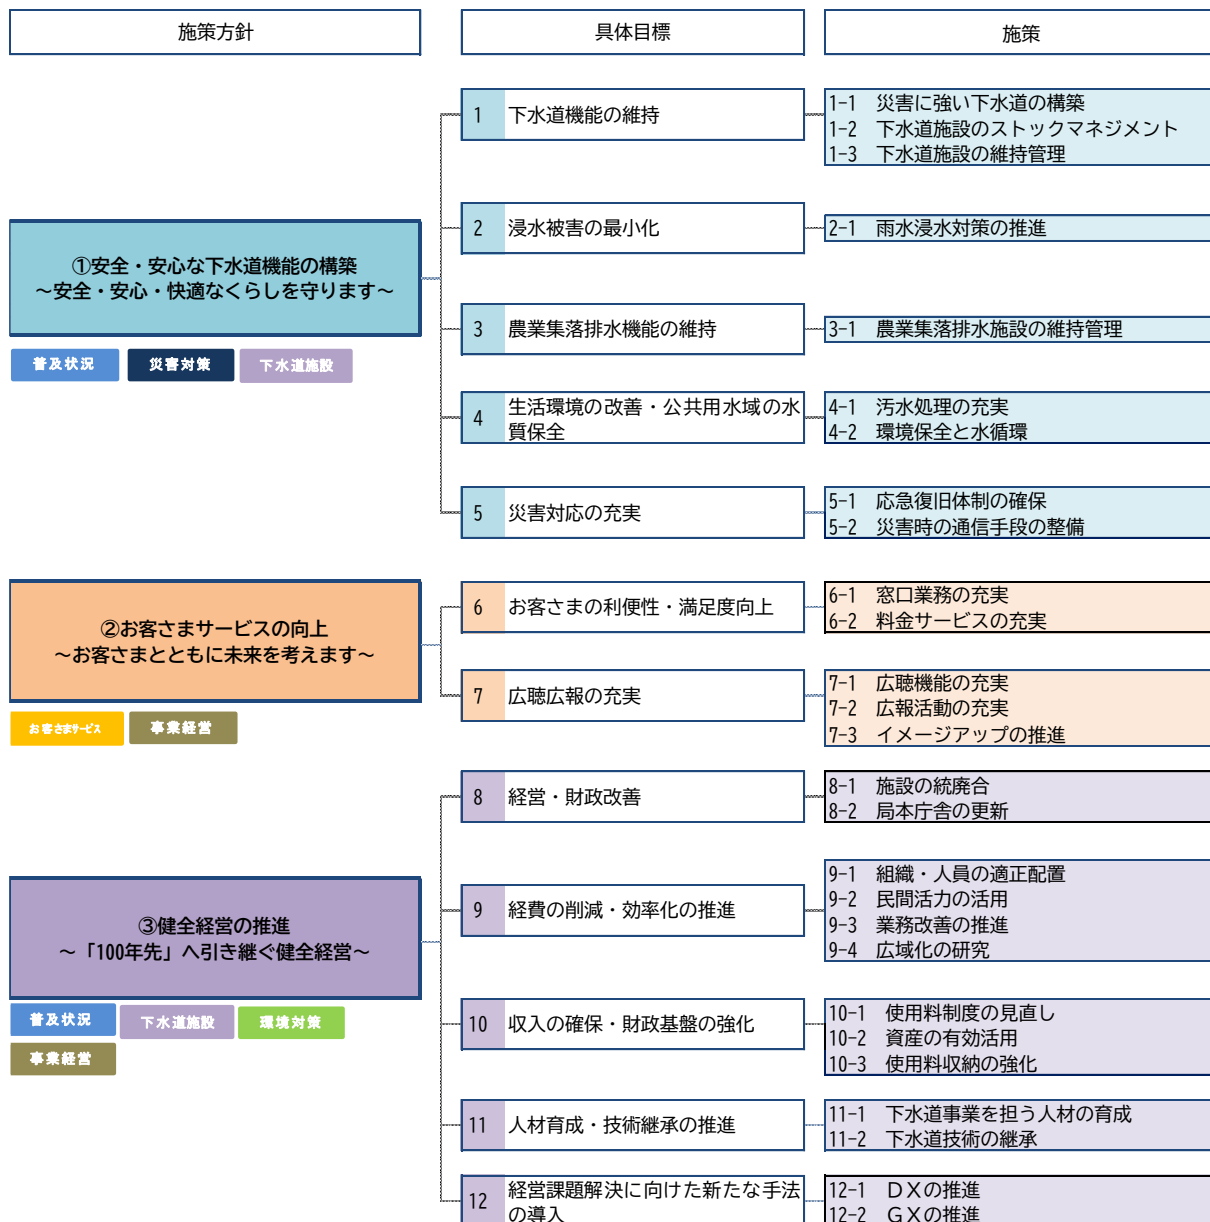 施策方針
具体目標
施策
①安全・安心な下水道機能の構築
～安全・安心・快適なくらしを守ります～
普及状況
災害対策
下水道施設
1
下水道機能の維持
1-1 災害に強い下水道の構築
1-2 下水道施設のストックマネジメント
1-3 下水道施設の維持管理
2
浸水被害の最小化
2-1 雨水浸水対策の推進
3
農業集落排水機能の維持
3-1 農業集落排水施設の維持管理
4
生活環境の改善・公共用水域の水
質保全
4-1 汚水処理の充実
4-2 環境保全と水循環
5
災害対応の充実
5-1 応急復旧体制の確保
5-2 災害時の通信手段の整備
②お客さまサービスの向上
～お客さまとともに未来を考えます～
お客さまサービス
事業経営
6
お客さまの利便性・満足度向上
6-1 窓口業務の充実
6-2 料金サービスの充実
7
広聴広報の充実
7-1 広聴機能の充実
7-2 広報活動の充実
7-3 イメージアップの推進
③健全経営の推進
～「100年先」へ引き継ぐ健全経営～
普及状況
下水道施設
環境対策
事業経営
8
経営・財政改善
8-1 施設の統廃合
8-2 局本庁舎の更新
9
経費の削減・効率化の推進
9-1 組織・人員の適正配置
9-2 民間活力の活用
9-3 業務改善の推進
9-4 広域化の研究
10
収入の確保・財政基盤の強化
10-1 使用料制度の見直し
10-2 資産の有効活用
10-3 使用料収納の強化
11
人材育成・技術継承の推進
11-1 下水道事業を担う人材の育成
11-2 下水道技術の継承
12
経営課題解決に向けた新たな手法
の導入
12-1 ＤＸの推進
12-2 ＧＸの推進